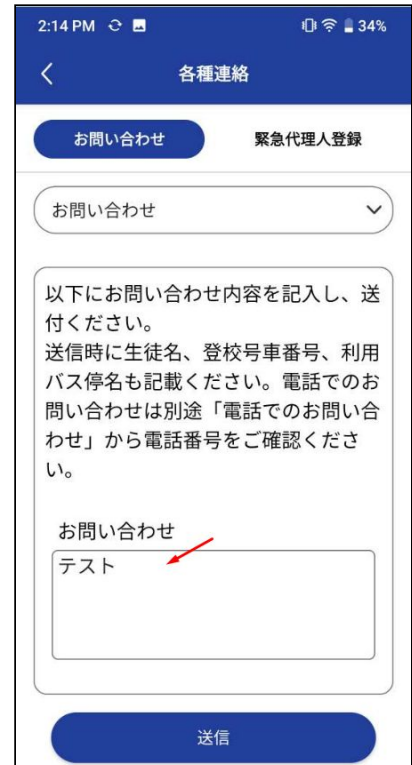 2:14 PM 34%
各種連絡
お問い合わせ 緊急代理人登録
お問い合わせ
以下にお問い合わせ内容を記入し、送
付ください。
送信時に生徒名、登校号車番号、利用
バス停名も記載ください。電話でのお
問い合わせは別途「電話でのお問い合
わせ」から電話番号をご確認くださ
い。
お問い合わせ
テスト
送信